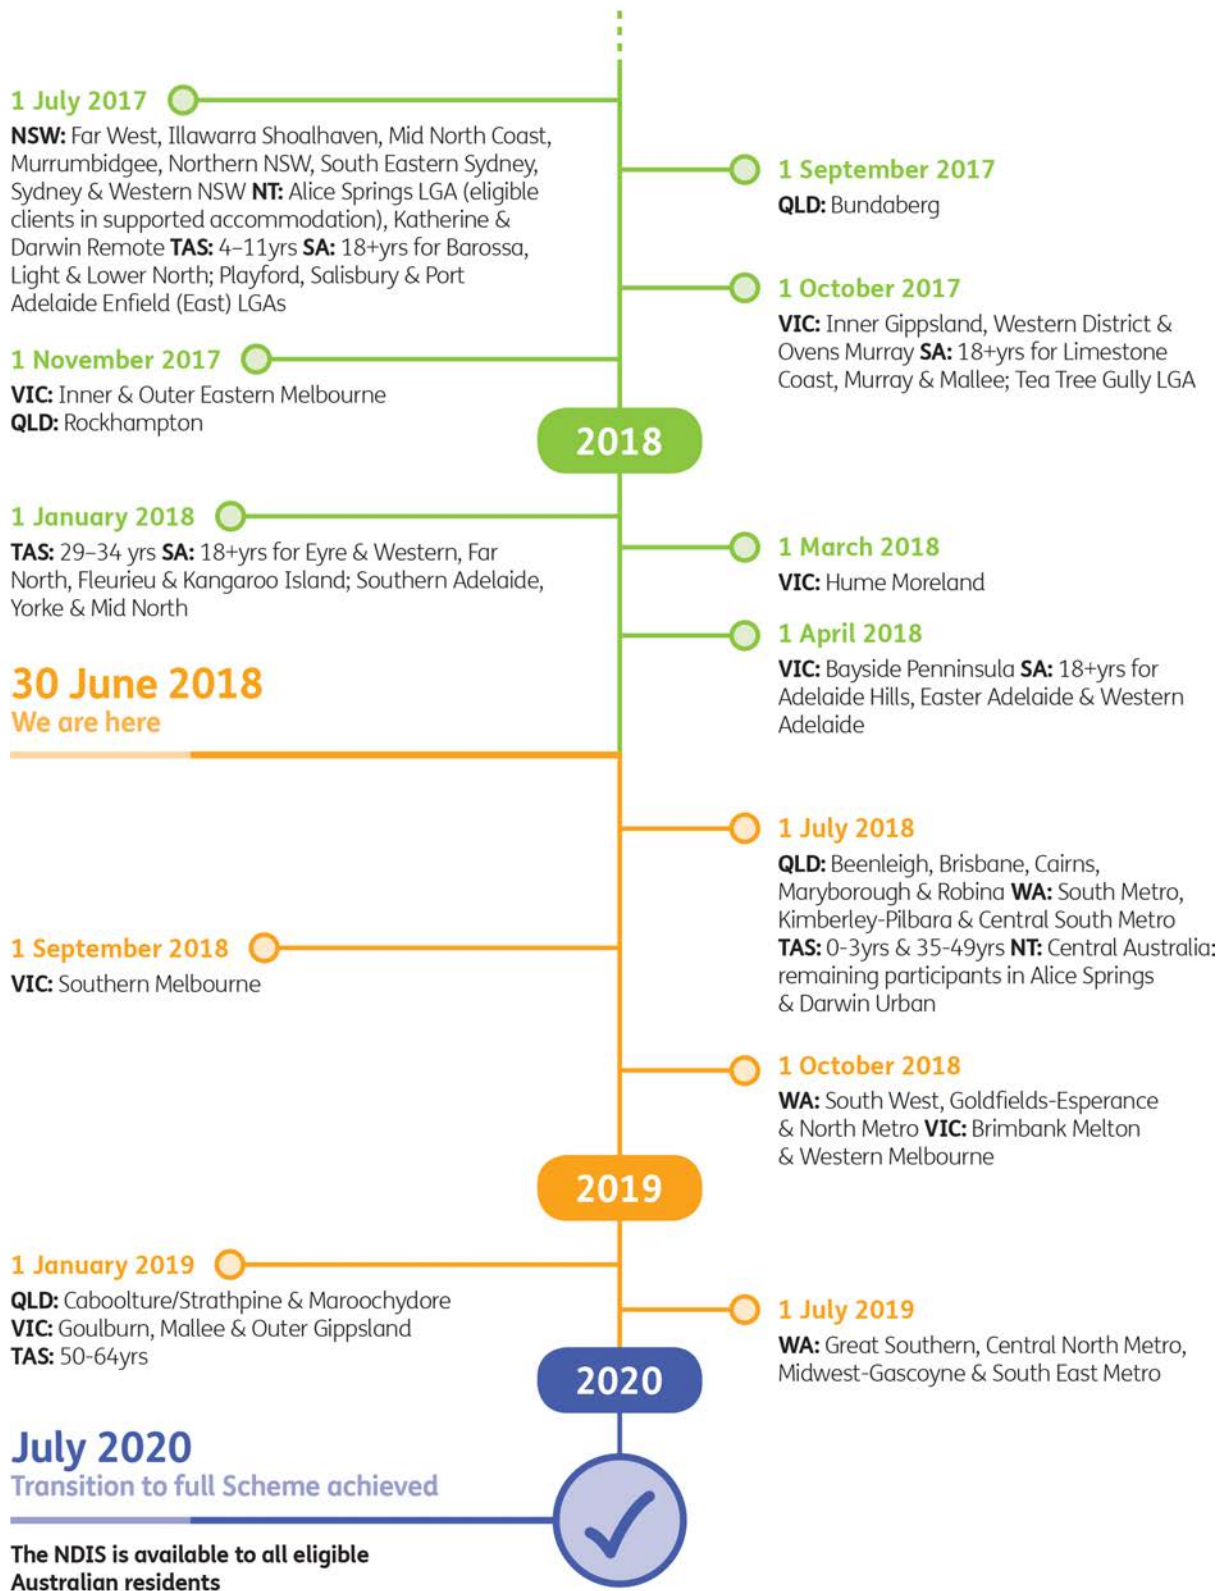 1 July 2017
NSW: Far West, Illawarra Shoalhaven, Mid North Coast,
Murrumbidgee, Northern NSW, South Eastern Sydney,
Sydney & Western NSW NT: Alice Springs LGA (eligible
clients in supported accommodation), Katherine &
Darwin Remote TAS: 4–11yrs SA: 18+yrs for Barossa,
Light & Lower North; Playford, Salisbury & Port
Adelaide Enfield (East) LGAs
1 September 2017
QLD: Bundaberg
1 October 2017
VIC: Inner Gippsland, Western District &
Ovens Murray SA: 18+yrs for Limestone
Coast, Murray & Mallee; Tea Tree Gully LGA
1 November 2017
VIC: Inner & Outer Eastern Melbourne
QLD: Rockhampton
2018
1 January 2018
TAS: 29–34 yrs SA: 18+yrs for Eyre & Western, Far
North, Fleurieu & Kangaroo Island; Southern Adelaide,
Yorke & Mid North
1 March 2018
VIC: Hume Moreland
1 April 2018
VIC: Bayside Penninsula SA: 18+yrs for
Adelaide Hills, Easter Adelaide & Western
Adelaide
30 June 2018
We are here
1 July 2018
QLD: Beenleigh, Brisbane, Cairns,
Maryborough & Robina WA: South Metro,
Kimberley-Pilbara & Central South Metro
TAS: 0-3yrs & 35-49yrs NT: Central Australia:
remaining participants in Alice Springs
& Darwin Urban
1 September 2018
VIC: Southern Melbourne
1 October 2018
WA: South West, Goldfields-Esperance
& North Metro VIC: Brimbank Melton
& Western Melbourne
2019
1 January 2019
QLD: Caboolture/Strathpine & Maroochydore
VIC: Goulburn, Mallee & Outer Gippsland
TAS: 50-64yrs
1 July 2019
WA: Great Southern, Central North Metro,
Midwest-Gascoyne & South East Metro
2020
July 2020
Transition to full Scheme achieved
The NDIS is available to all eligible
Australian residents